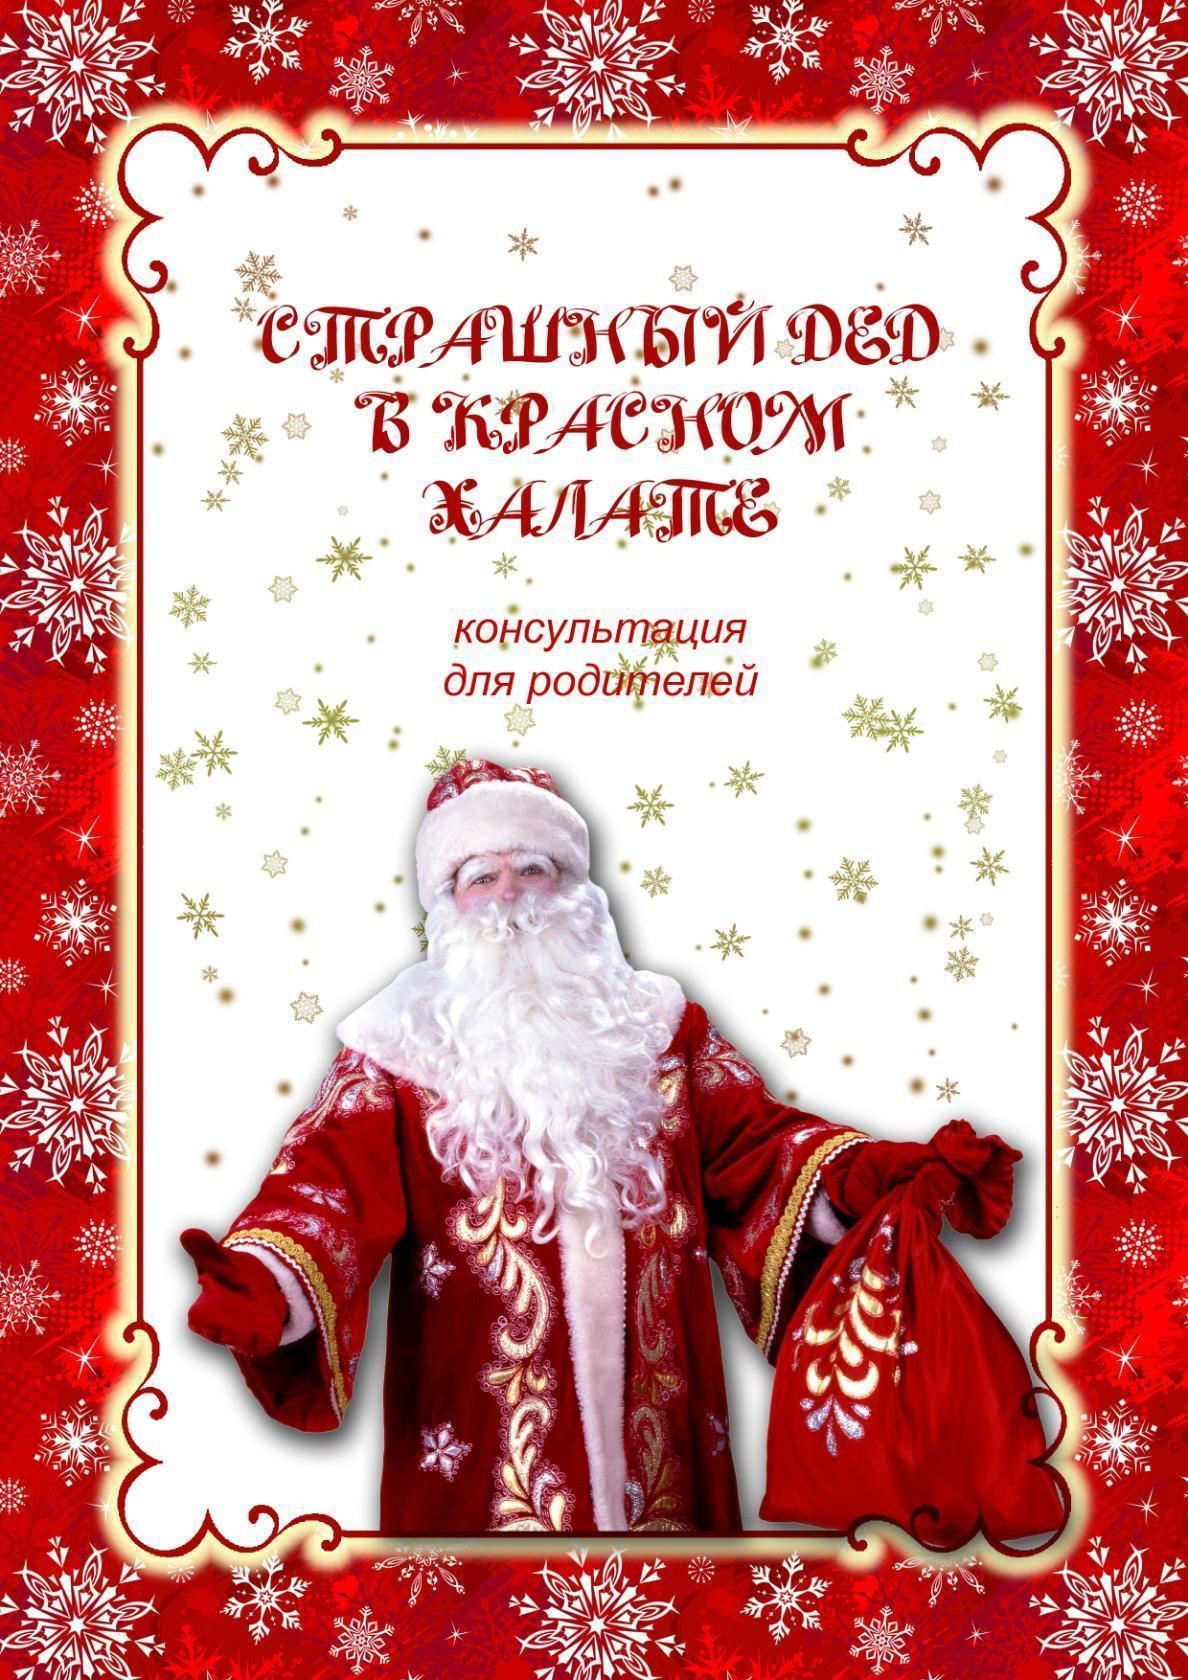 СТРАШНЫЙ ДЕД
В КРАСНОМ
ХАЛАТЕ
консультация
для родителей